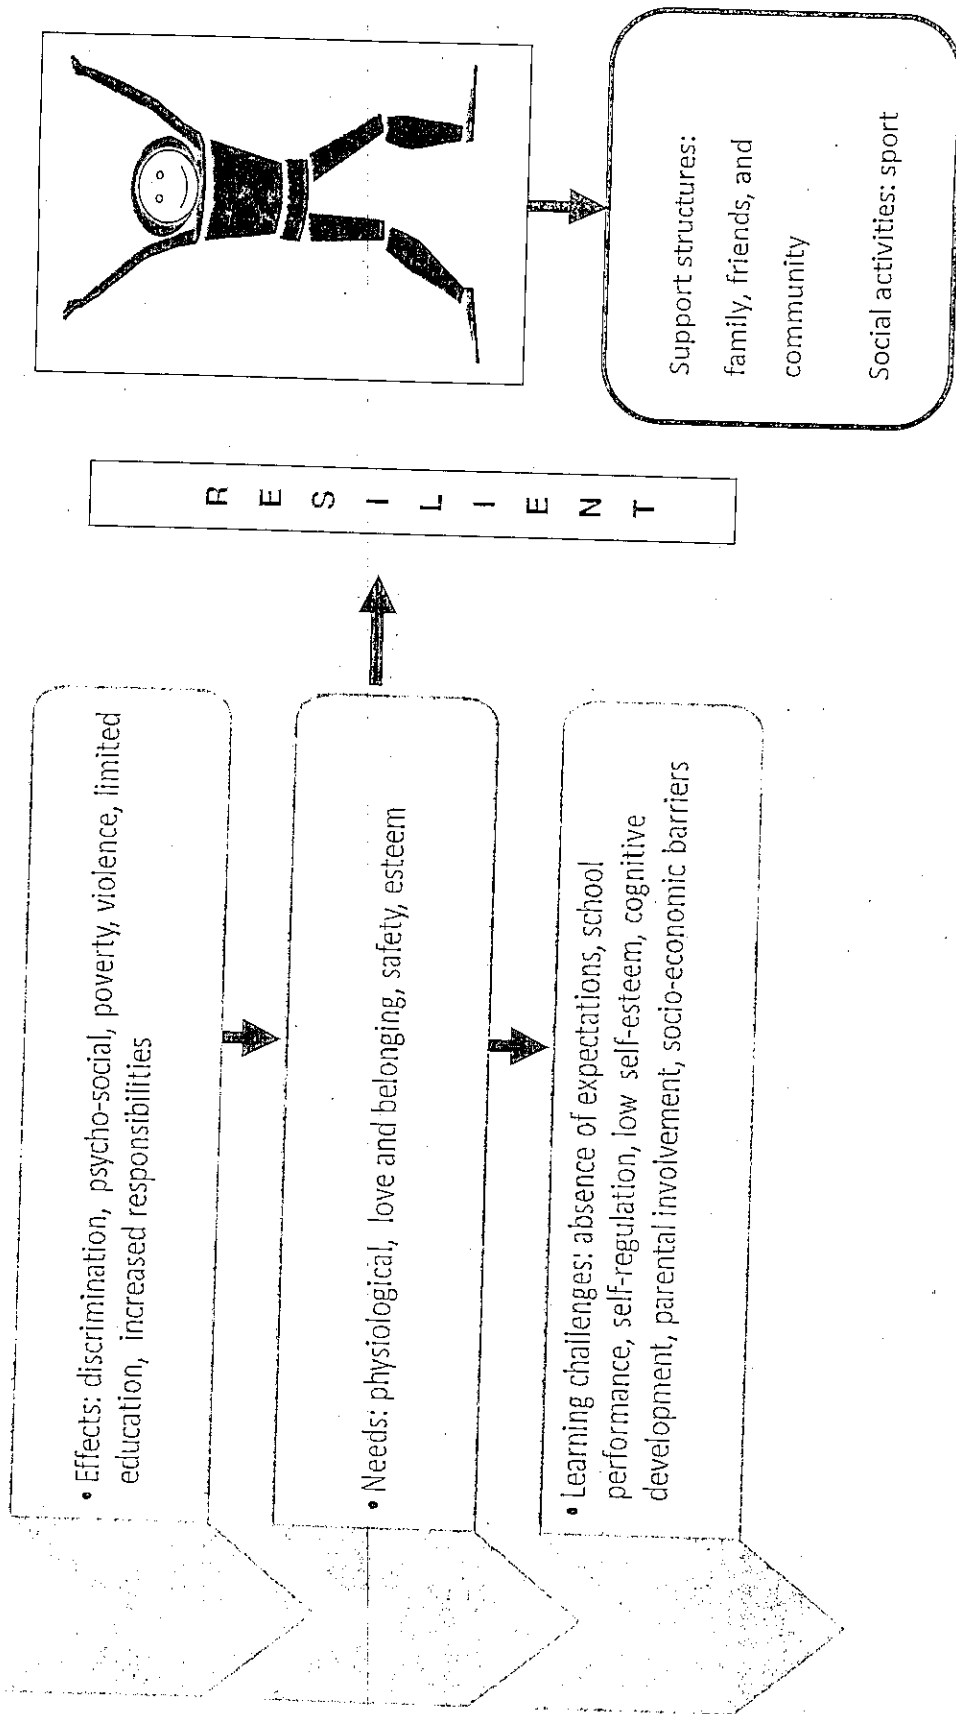 • Effects: discrimination, psycho-social, poverty, violence, limited
education, increased responsibilities
• Needs: physiological, love and belonging, safety, esteem
• Learning challenges: absence of expectations, school
performance, self-regulation, low self-esteem, cognitive
development, parental involvement, socio-economic barriers
R
E
S
I
L
I
E
N
T
Support structures:
family, friends, and
community
Social activities: sport